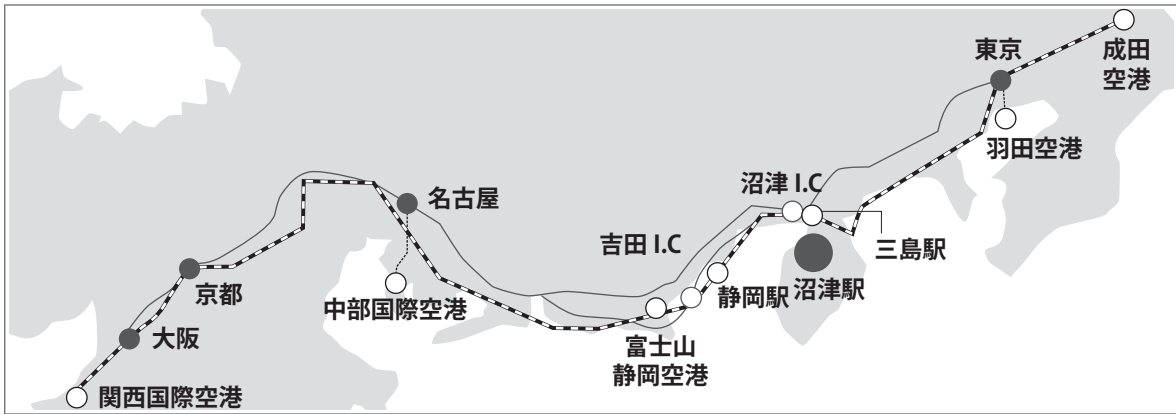 東京
成田
空港
羽田空港
沼津 I.C
名古屋
吉田 I.C
三島駅
京都
中部国際空港
静岡駅
沼津駅
大阪
富士山
静岡空港
関西国際空港